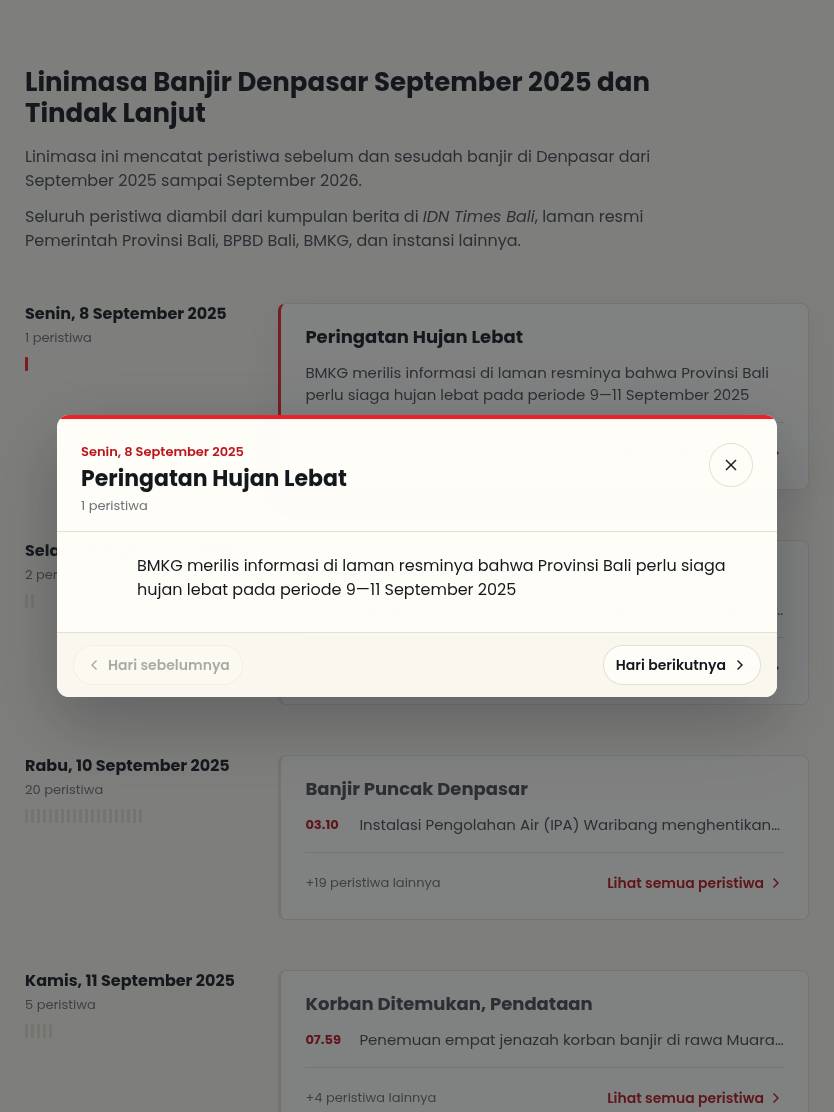 Linimasa Banjir Denpasar September 2025 dan
Tindak Lanjut
Linimasa ini mencatat peristiwa sebelum dan sesudah banjir di Denpasar dari
September 2025 sampai September 2026.
Seluruh peristiwa diambil dari kumpulan berita di IDN Times Bali, laman resmi
Pemerintah Provinsi Bali, BPBD Bali, BMKG, dan instansi lainnya.
Senin, 8 September 2025
1 peristiwa
Peringatan Hujan Lebat
BMKG merilis informasi di laman resminya bahwa Provinsi Bali
perlu siaga hujan lebat pada periode 9—11 September 2025
Senin, 8 September 2025
Peringatan Hujan Lebat
1 peristiwa
BMKG merilis informasi di laman resminya bahwa Provinsi Bali perlu siaga
hujan lebat pada periode 9—11 September 2025
Hari sebelumnya
Hari berikutnya
Rabu, 10 September 2025
20 peristiwa
Banjir Puncak Denpasar
03.10 Instalasi Pengolahan Air (IPA) Waribang menghentikan...
+19 peristiwa lainnya
Lihat semua peristiwa
Kamis, 11 September 2025
5 peristiwa
Korban Ditemukan, Pendataan
07.59 Penemuan empat jenazah korban banjir di rawa Muara...
+4 peristiwa lainnya
Lihat semua peristiwa